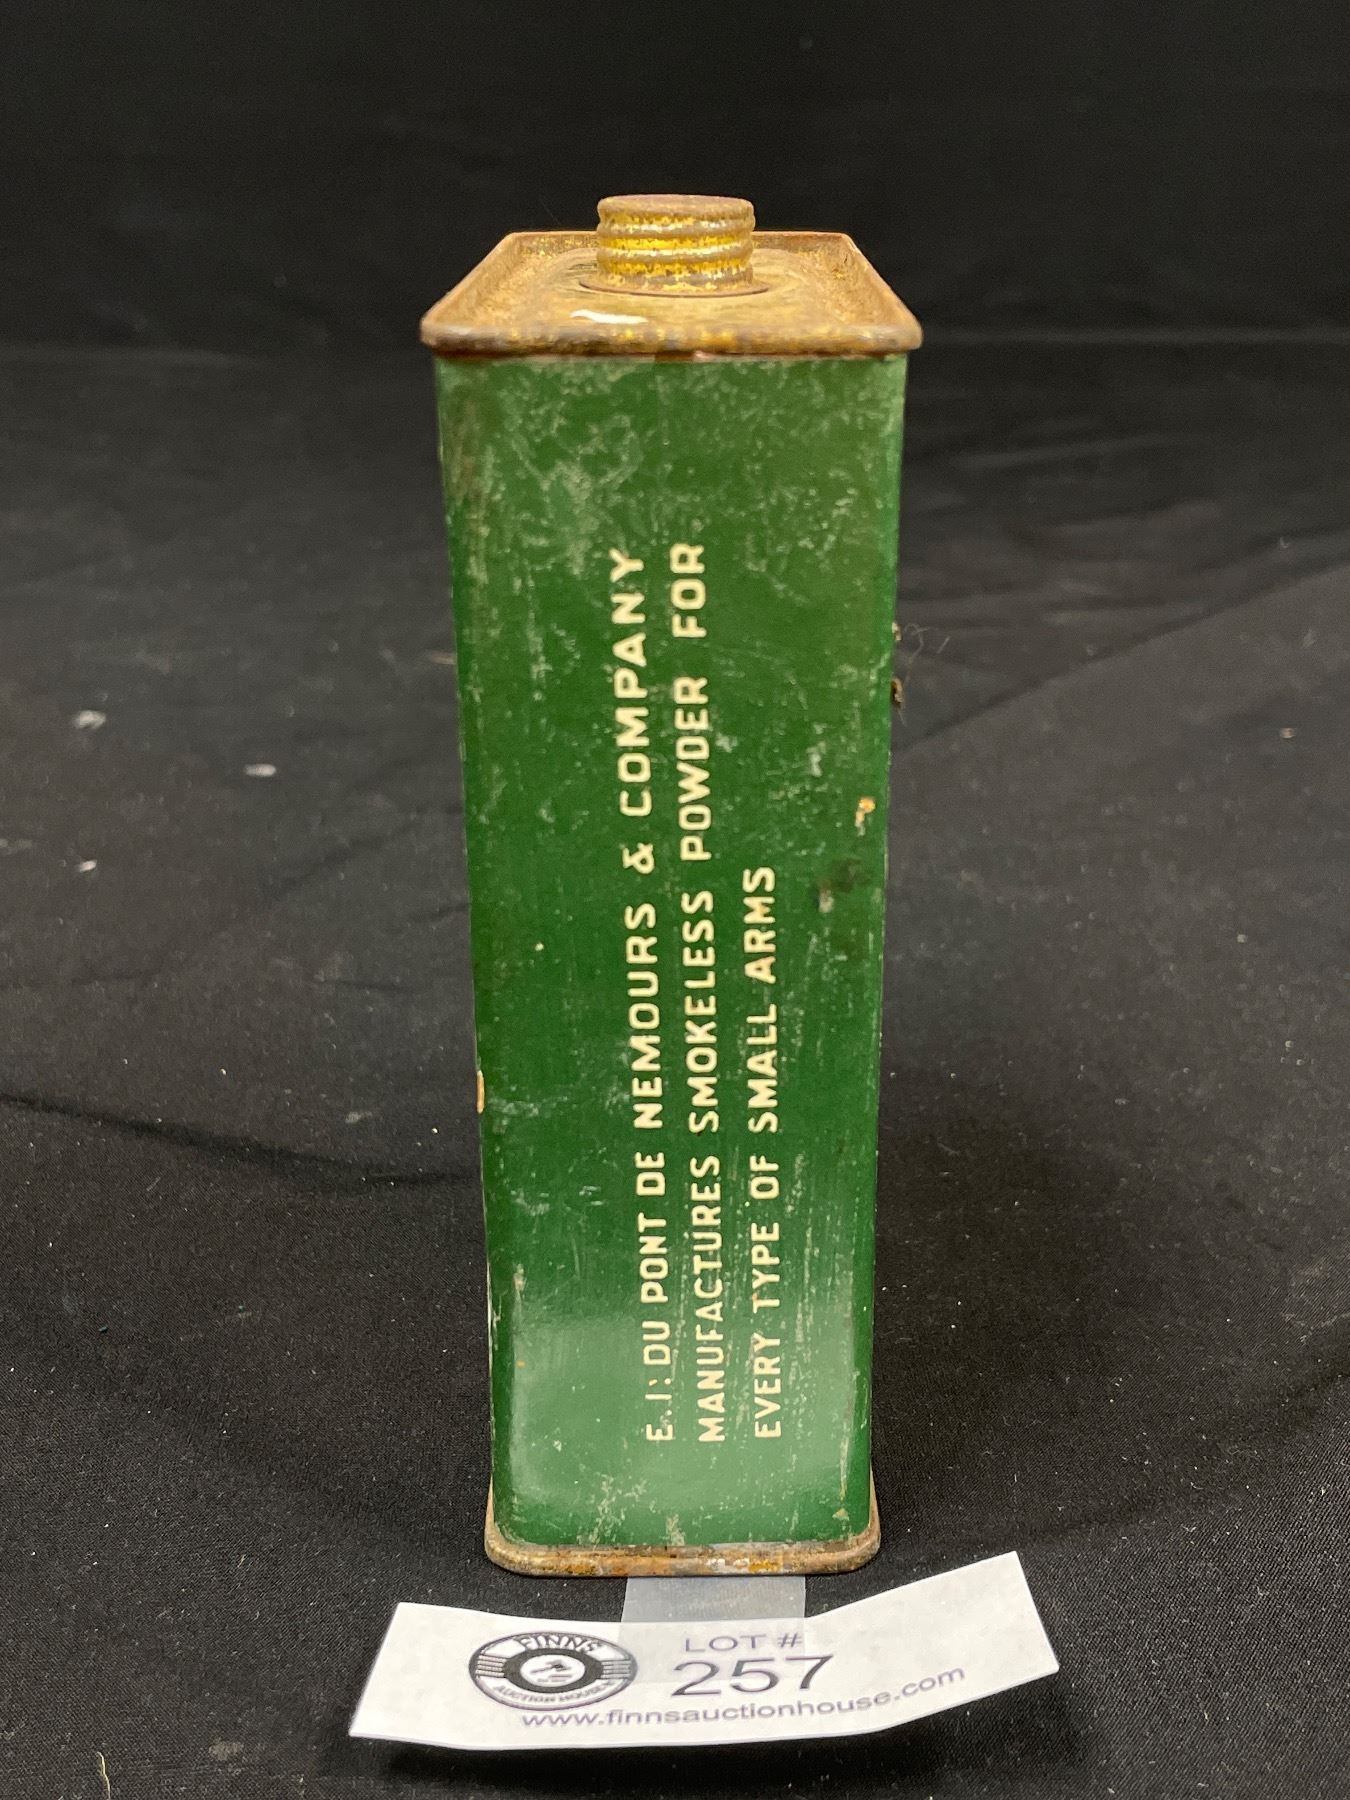 E. I. DU PONT DE NEMOURS & COMPANY
MANUFACTURES SMOKELESS POWDER FOR
EVERY TYPE OF SMALL ARMS
FINNS
AUCTION HOUSE
LOT #
257
www.finnsauctionhouse.com